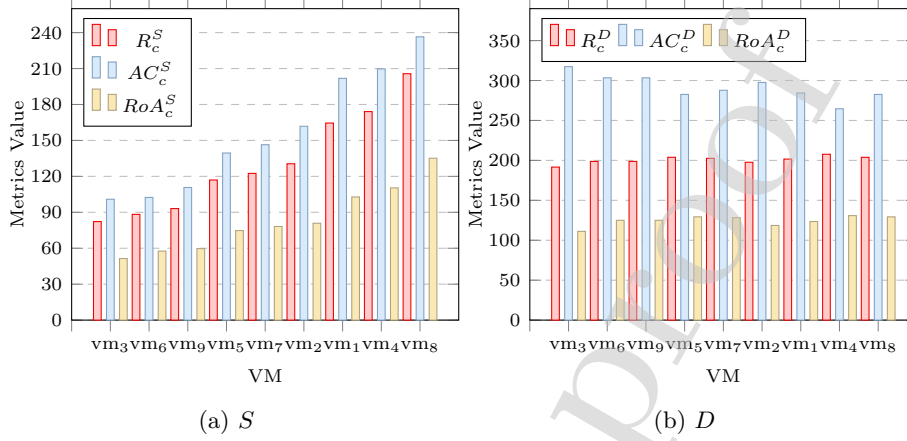 240
210
180
150
120
90
60
30
0
Metrics Value
R_c^S
AC_c^S
RoA_c^S
vm₃ vm₆ vm₉ vm₅ vm₇ vm₂ vm₁ vm₄ vm₈
VM
(a) S
350
300
250
200
150
100
50
0
Metrics Value
R_c^D AC_c^D RoA_c^D
vm₃ vm₆ vm₉ vm₅ vm₇ vm₂ vm₁ vm₄ vm₈
VM
(b) D
proof